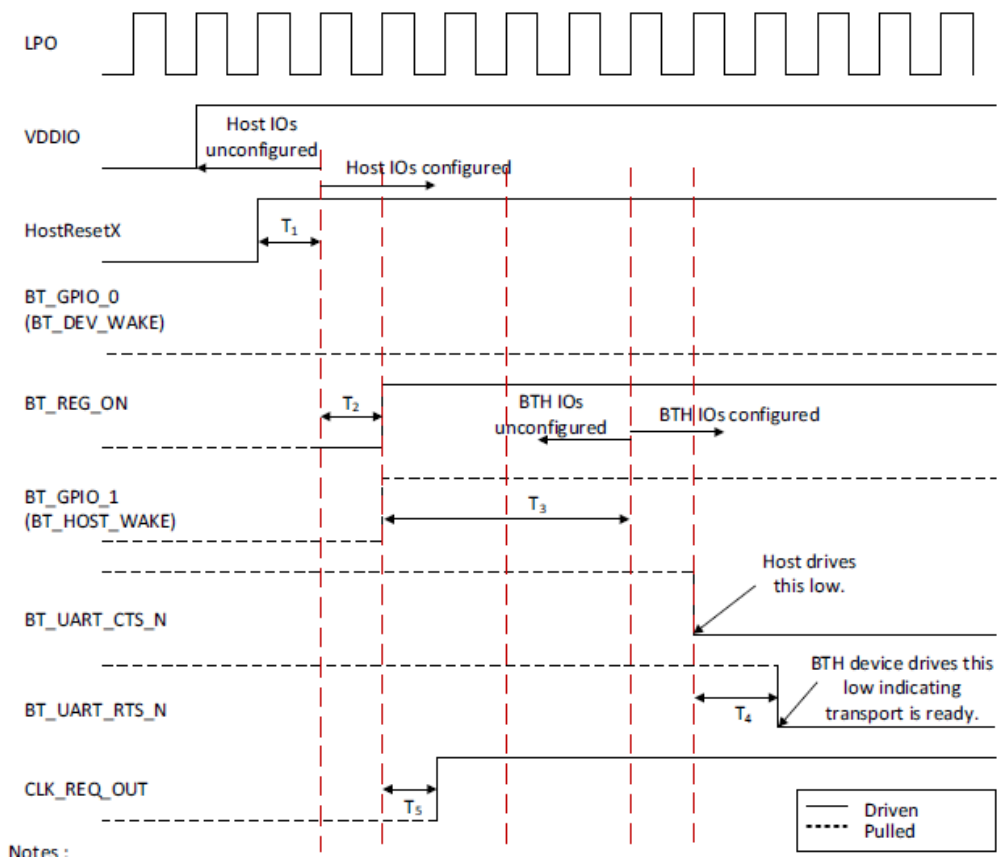 LPO
VDDIO
Host IOs
unconfigured
Host IOs configured
HostResetX
T₁
BT_GPIO_0
(BT_DEV_WAKE)
BT_REG_ON
T₂
BTH IOs
unconfigured
BTH IOs configured
BT_GPIO_1
(BT_HOST_WAKE)
T₃
Host drives
this low.
BT_UART_CTS_N
BTH device drives this
low indicating
transport is ready.
BT_UART_RTS_N
T₄
CLK_REQ_OUT
T₅
Driven
Pulled
Notes :